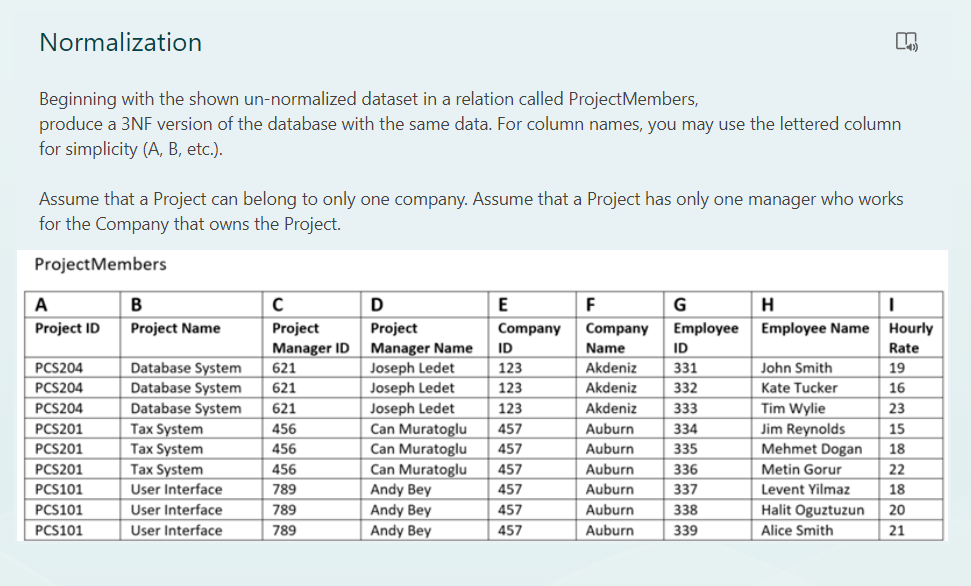 Normalization
Beginning with the shown un-normalized dataset in a relation called ProjectMembers,
produce a 3NF version of the database with the same data. For column names, you may use the lettered column
for simplicity (A, B, etc.).
Assume that a Project can belong to only one company. Assume that a Project has only one manager who works
for the Company that owns the Project.
ProjectMembers
A B C D E F G H I
Project ID Project Name Project Manager ID Project Manager Name Company ID Company Name Employee ID Employee Name Hourly Rate
PCS204 Database System 621 Joseph Ledet 123 Akdeniz 331 John Smith 19
PCS204 Database System 621 Joseph Ledet 123 Akdeniz 332 Kate Tucker 16
PCS204 Database System 621 Joseph Ledet 123 Akdeniz 333 Tim Wylie 23
PCS201 Tax System 456 Can Muratoglu 457 Auburn 334 Jim Reynolds 15
PCS201 Tax System 456 Can Muratoglu 457 Auburn 335 Mehmet Dogan 18
PCS201 Tax System 456 Can Muratoglu 457 Auburn 336 Metin Gorur 22
PCS101 User Interface 789 Andy Bey 457 Auburn 337 Levent Yilmaz 18
PCS101 User Interface 789 Andy Bey 457 Auburn 338 Halit Oguztuzun 20
PCS101 User Interface 789 Andy Bey 457 Auburn 339 Alice Smith 21